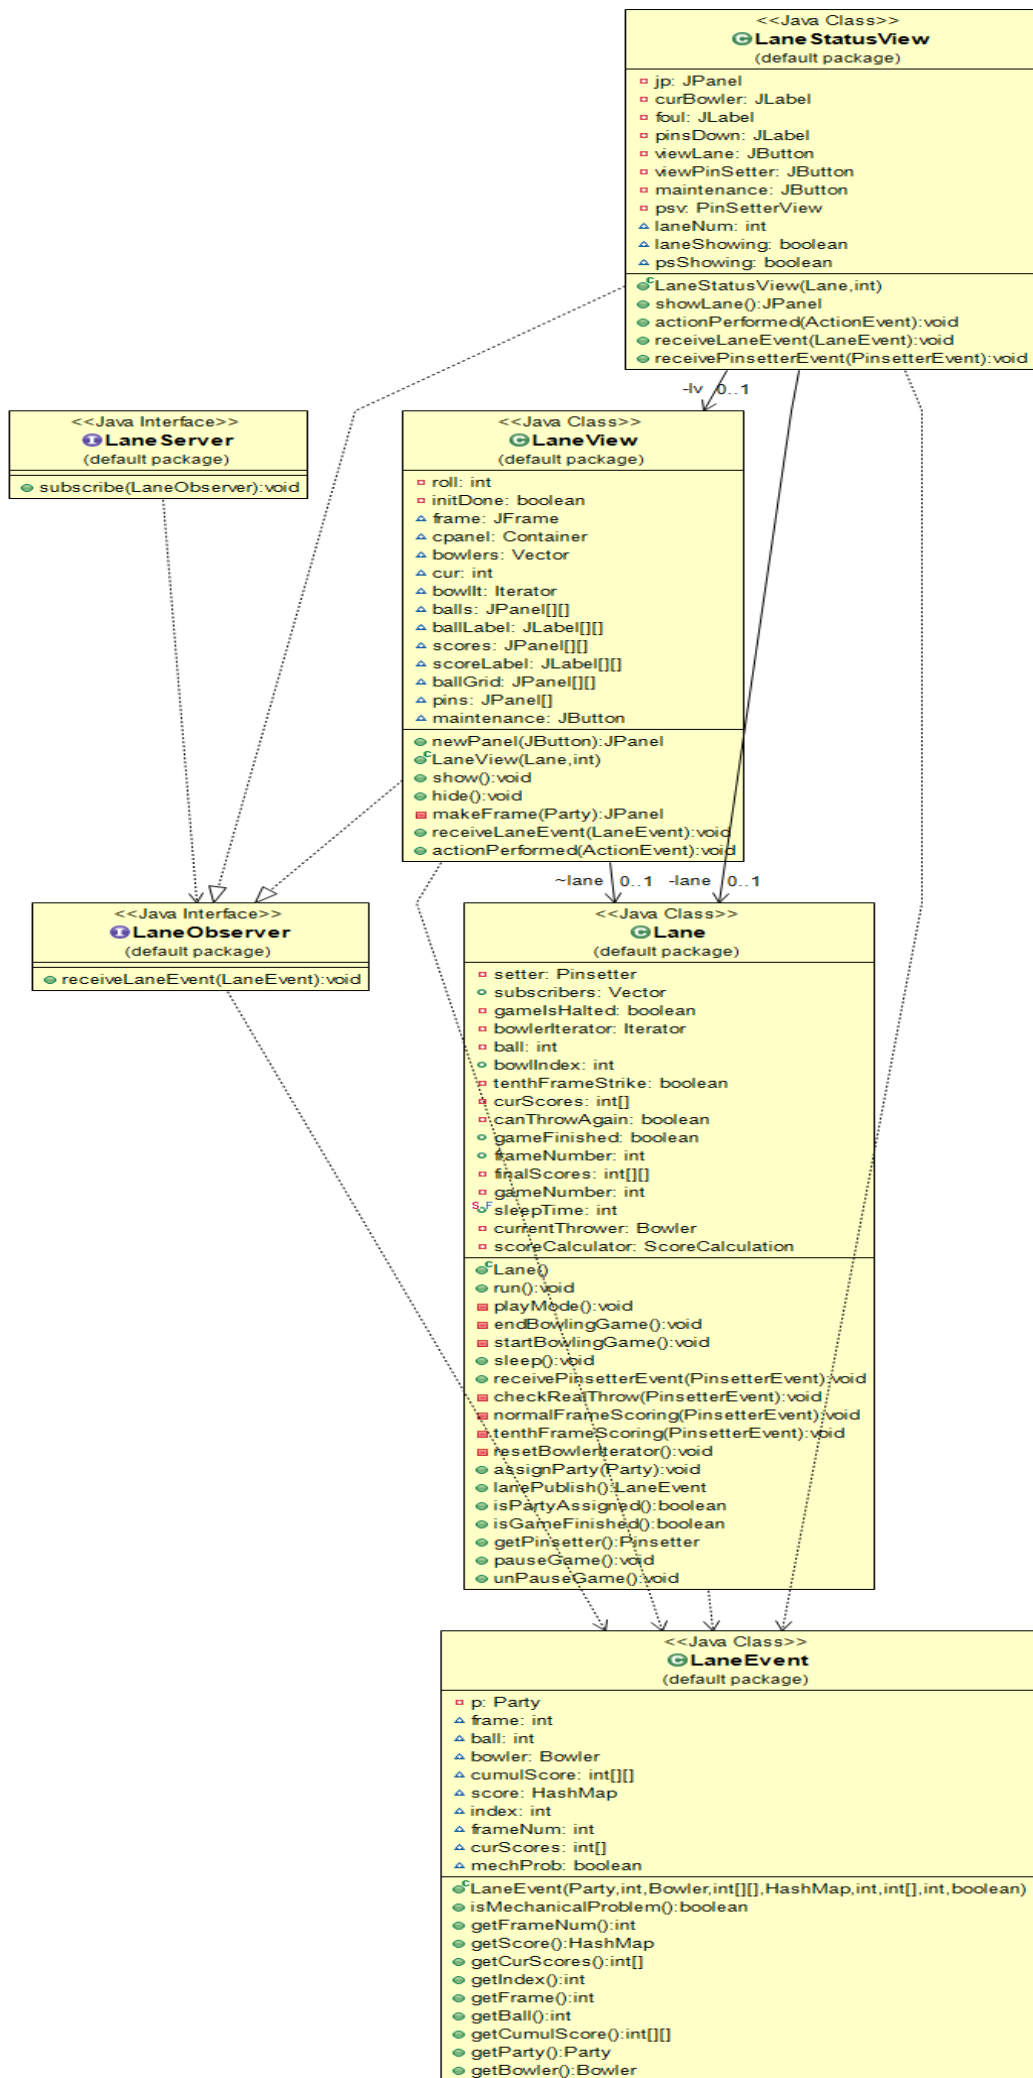 <<Java Class>>
LaneStatusView
(default package)
jp: JPanel
curBowler: JLabel
foul: JLabel
pinsDown: JLabel
viewLane: JButton
viewPinSetter: JButton
maintenance: JButton
psv: PinSetterView
laneNum: int
laneShowing: boolean
psShowing: boolean
LaneStatusView(Lane,int)
showLane():JPanel
actionPerformed(ActionEvent):void
receiveLaneEvent(LaneEvent):void
receivePinsetterEvent(PinsetterEvent):void
-lv 0..1
<<Java Interface>>
LaneServer
(default package)
subscribe(LaneObserver):void
<<Java Class>>
LaneView
(default package)
roll: int
initDone: boolean
frame: JFrame
cpanel: Container
bowlers: Vector
cur: int
bowlIt: Iterator
balls: JPanel[][]
ballLabel: JLabel[][]
scores: JPanel[][]
scoreLabel: JLabel[][]
ballGrid: JPanel[][]
pins: JPanel[]
maintenance: JButton
newPanel(JButton):JPanel
LaneView(Lane,int)
show():void
hide():void
makeFrame(Party):JPanel
receiveLaneEvent(LaneEvent):void
actionPerformed(ActionEvent):void
~lane 0..1 -lane 0..1
<<Java Interface>>
LaneObserver
(default package)
receiveLaneEvent(LaneEvent):void
<<Java Class>>
Lane
(default package)
setter: Pinsetter
subscribers: Vector
gameIsHalted: boolean
bowlerIterator: Iterator
ball: int
bowlIndex: int
tenthFrameStrike: boolean
curScores: int[]
canThrowAgain: boolean
gameFinished: boolean
frameNumber: int
finalScores: int[][]
gameNumber: int
sleepTime: int
currentThrower: Bowler
scoreCalculator: ScoreCalculation
Lane()
run():void
playMode():void
endBowlingGame():void
startBowlingGame():void
sleep():void
receivePinsetterEvent(PinsetterEvent):void
checkRealThrow(PinsetterEvent):void
normalFrameScoring(PinsetterEvent):void
tenthFrameScoring(PinsetterEvent):void
resetBowlerIterator():void
assignParty(Party):void
lanePublish():LaneEvent
isPartyAssigned():boolean
isGameFinished():boolean
getPinsetter():Pinsetter
pauseGame():void
unPauseGame():void
<<Java Class>>
LaneEvent
(default package)
p: Party
frame: int
ball: int
bowler: Bowler
cumulScore: int[][]
score: HashMap
index: int
frameNum: int
curScores: int[]
mechProb: boolean
LaneEvent(Party,int,Bowler,int[][],HashMap,int,int[],int,boolean)
isMechanicalProblem():boolean
getFrameNum():int
getScore():HashMap
getCurScores():int[]
getIndex():int
getFrame():int
getBall():int
getCumulScore():int[][]
getParty():Party
getBowler():Bowler